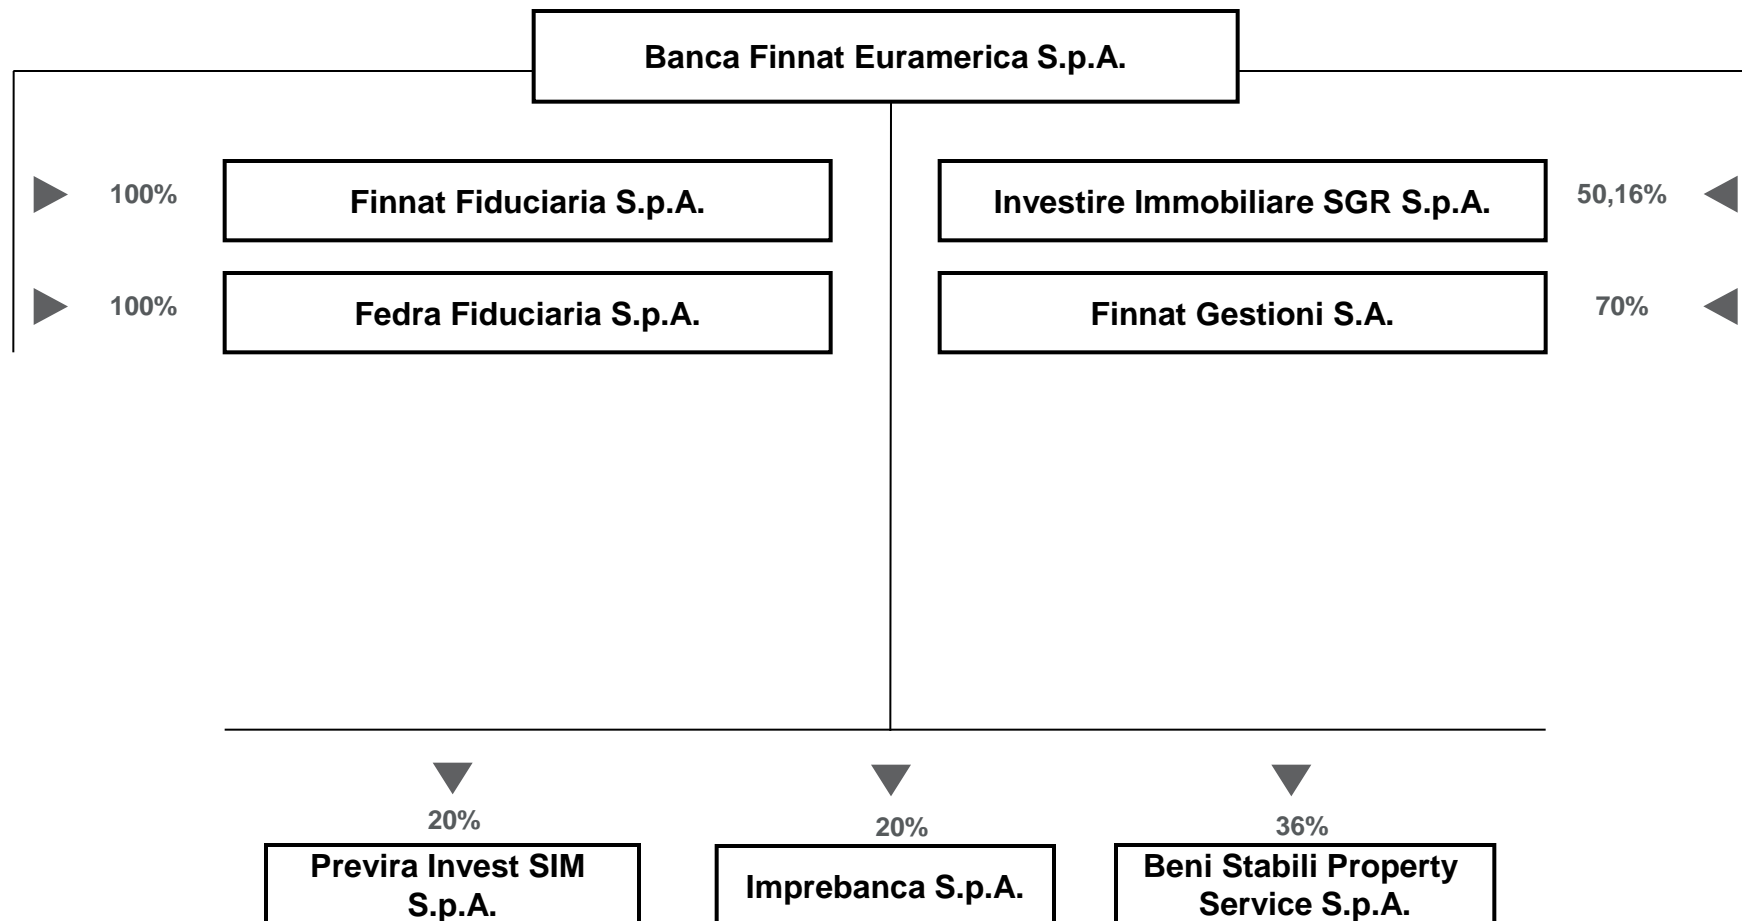 Banca Finnat Euramerica S.p.A.
100%
Finnat Fiduciaria S.p.A.
Investire Immobiliare SGR S.p.A.
50,16%
100%
Fedra Fiduciaria S.p.A.
Finnat Gestioni S.A.
70%
20%
20%
36%
Previra Invest SIM
S.p.A.
Imprebanca S.p.A.
Beni Stabili Property
Service S.p.A.